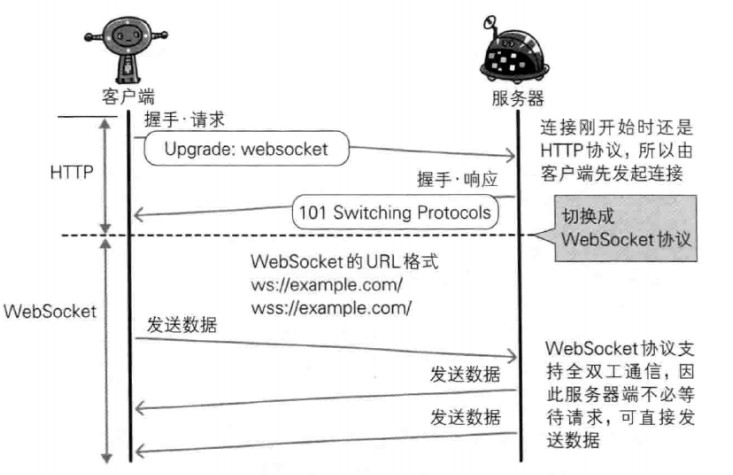 客户端
服务器
握手·请求
Upgrade: websocket
连接刚开始时还是
HTTP协议，所以由
客户端先发起连接
HTTP
握手·响应
101 Switching Protocols
切换成
WebSocket协议
WebSocket的URL格式
ws://example.com/
wss://example.com/
WebSocket
发送数据
发送数据
发送数据
WebSocket协议支
持全双工通信，因
此服务器端不必等
待请求，可直接发
送数据